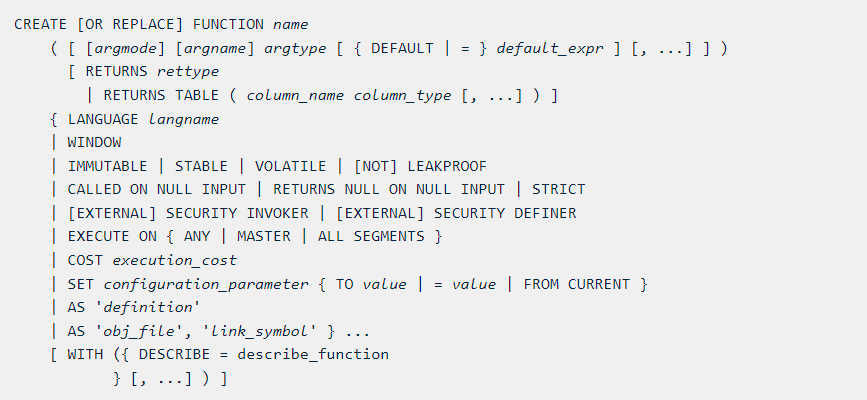 CREATE [OR REPLACE] FUNCTION name
( [ [argmode] [argname] argtype [ { DEFAULT | = } default_expr ] [, ...] ] )
[ RETURNS rettype
| RETURNS TABLE ( column_name column_type [, ...] ) ]
{ LANGUAGE langname
| WINDOW
| IMMUTABLE | STABLE | VOLATILE | [NOT] LEAKPROOF
| CALLED ON NULL INPUT | RETURNS NULL ON NULL INPUT | STRICT
| [EXTERNAL] SECURITY INVOKER | [EXTERNAL] SECURITY DEFINER
| EXECUTE ON { ANY | MASTER | ALL SEGMENTS }
| COST execution_cost
| SET configuration_parameter { TO value | = value | FROM CURRENT }
| AS 'definition'
| AS 'obj_file', 'link_symbol' } ...
[ WITH ({ DESCRIBE = describe_function
} [, ...] ) ]